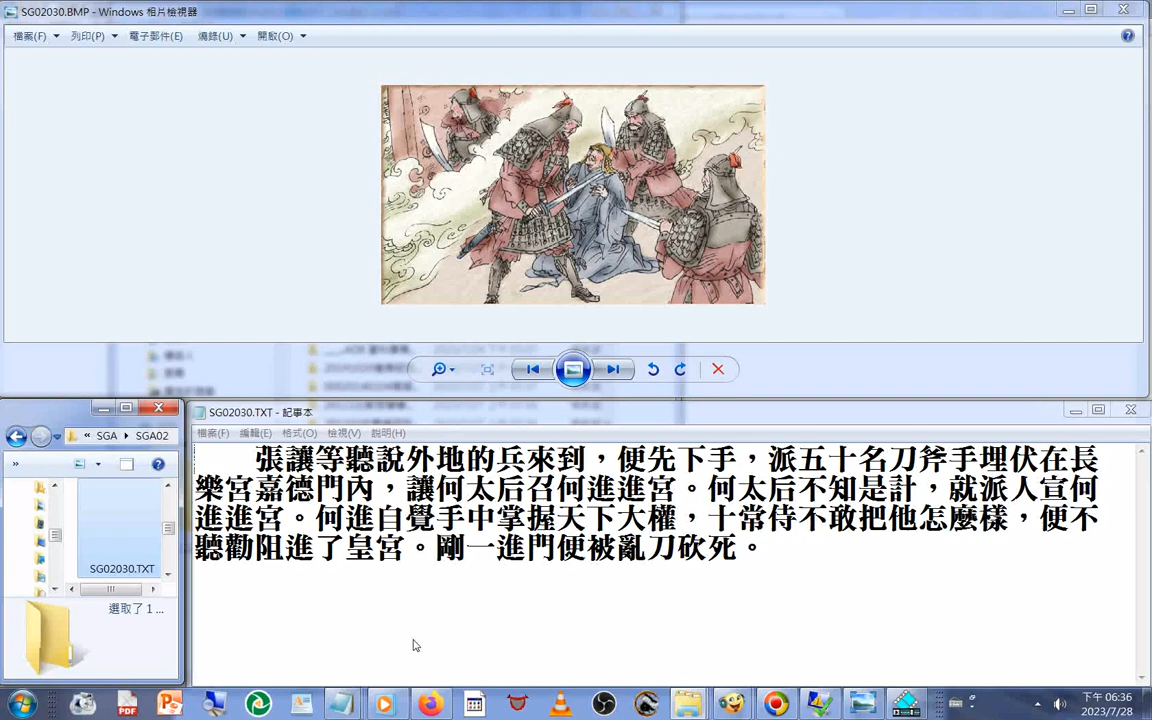 SG02030.BMP - Windows 相片檢視器
檔案(F) 列印(P) 電子郵件(E) 燒錄(U) 開啟(O)
SGA SGA02
SG02030.TXT
選取了 1 ...
SG02030.TXT - 記事本
檔案(F) 編輯(E) 格式(O) 檢視(V) 說明(H)
張讓等聽說外地的兵來到，便先下手，派五十名刀斧手埋伏在長
樂宮嘉德門內，讓何太后召何進進宮。何太后不知是計，就派人宣何
進進宮。何進自覺手中掌握天下大權，十常侍不敢把他怎麼樣，便不
聽勸阻進了皇宮。剛一進門便被亂刀砍死。
PDF
下午 06:36
2023/7/28